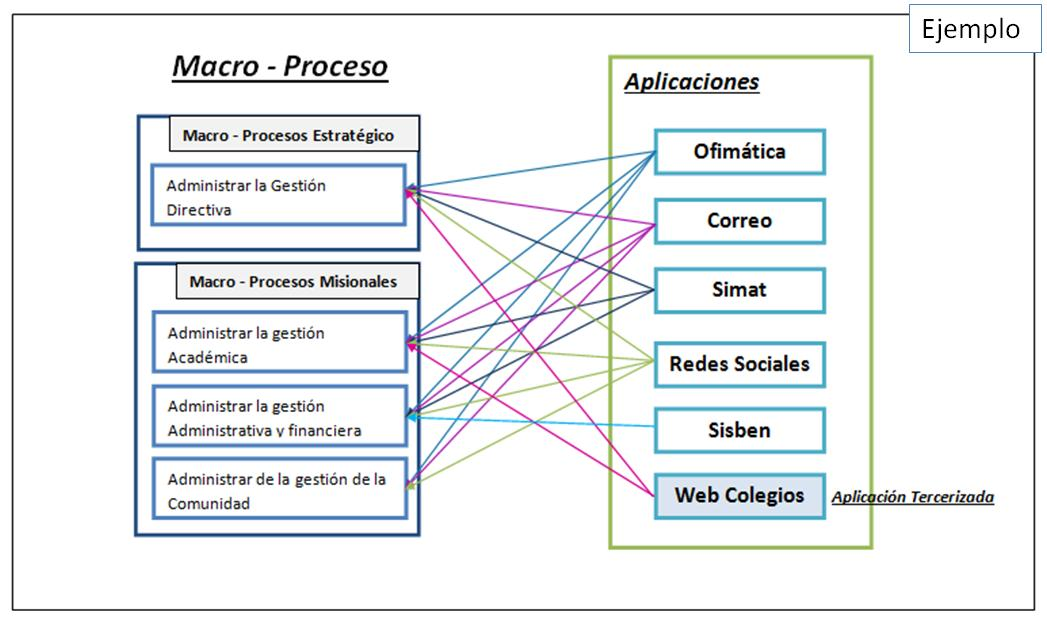 Ejemplo
Macro - Proceso
Macro - Procesos Estratégico
Administrar la Gestión
Directiva
Macro - Procesos Misionales
Administrar la gestión
Académica
Administrar la gestión
Administrativa y financiera
Administrar de la gestión de la
Comunidad
Aplicaciones
Ofimática
Correo
Simat
Redes Sociales
Sisben
Web Colegios
Aplicación Tercerizada